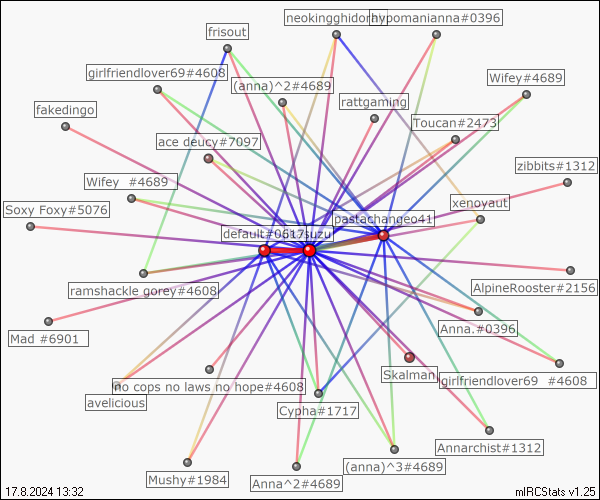 neokingghidorah
hypomanianna#0396
frisout
girlfriendlover69#4608
(anna)^2#4689
Wifey#4689
rattgaming
fakedingo
Toucan#2473
ace deucy#7097
zibbits#1312
Wifey #4689
xenoyaut
Soxy Foxy#5076
pastachangeo41
default#0617
suzu
ramshackle gorey#4608
AlpineRooster#2156
Mad #6901
Anna.#0396
Skalman
girlfriendlover69 #4608
no cops no laws no hope#4608
avelicious
Cypha#1717
Annarchist#1312
(anna)^3#4689
Mushy#1984
Anna^2#4689
17.8.2024 13:32
mIRCStats v1.25